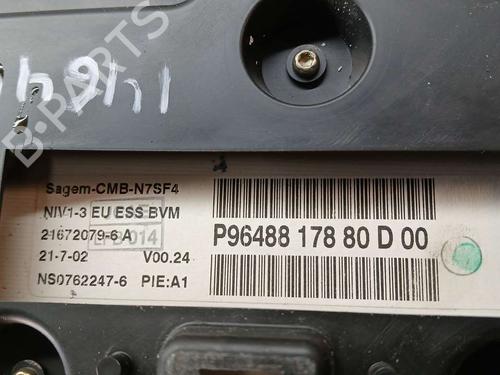 B-PARTS
Sagem-CMB-N7SF4
NIV1-3 EU ESS BVM
21672079-6 A
21-7-02 V00.24
NS0762247-6 PIE:A1
P96488 178 80 D 00